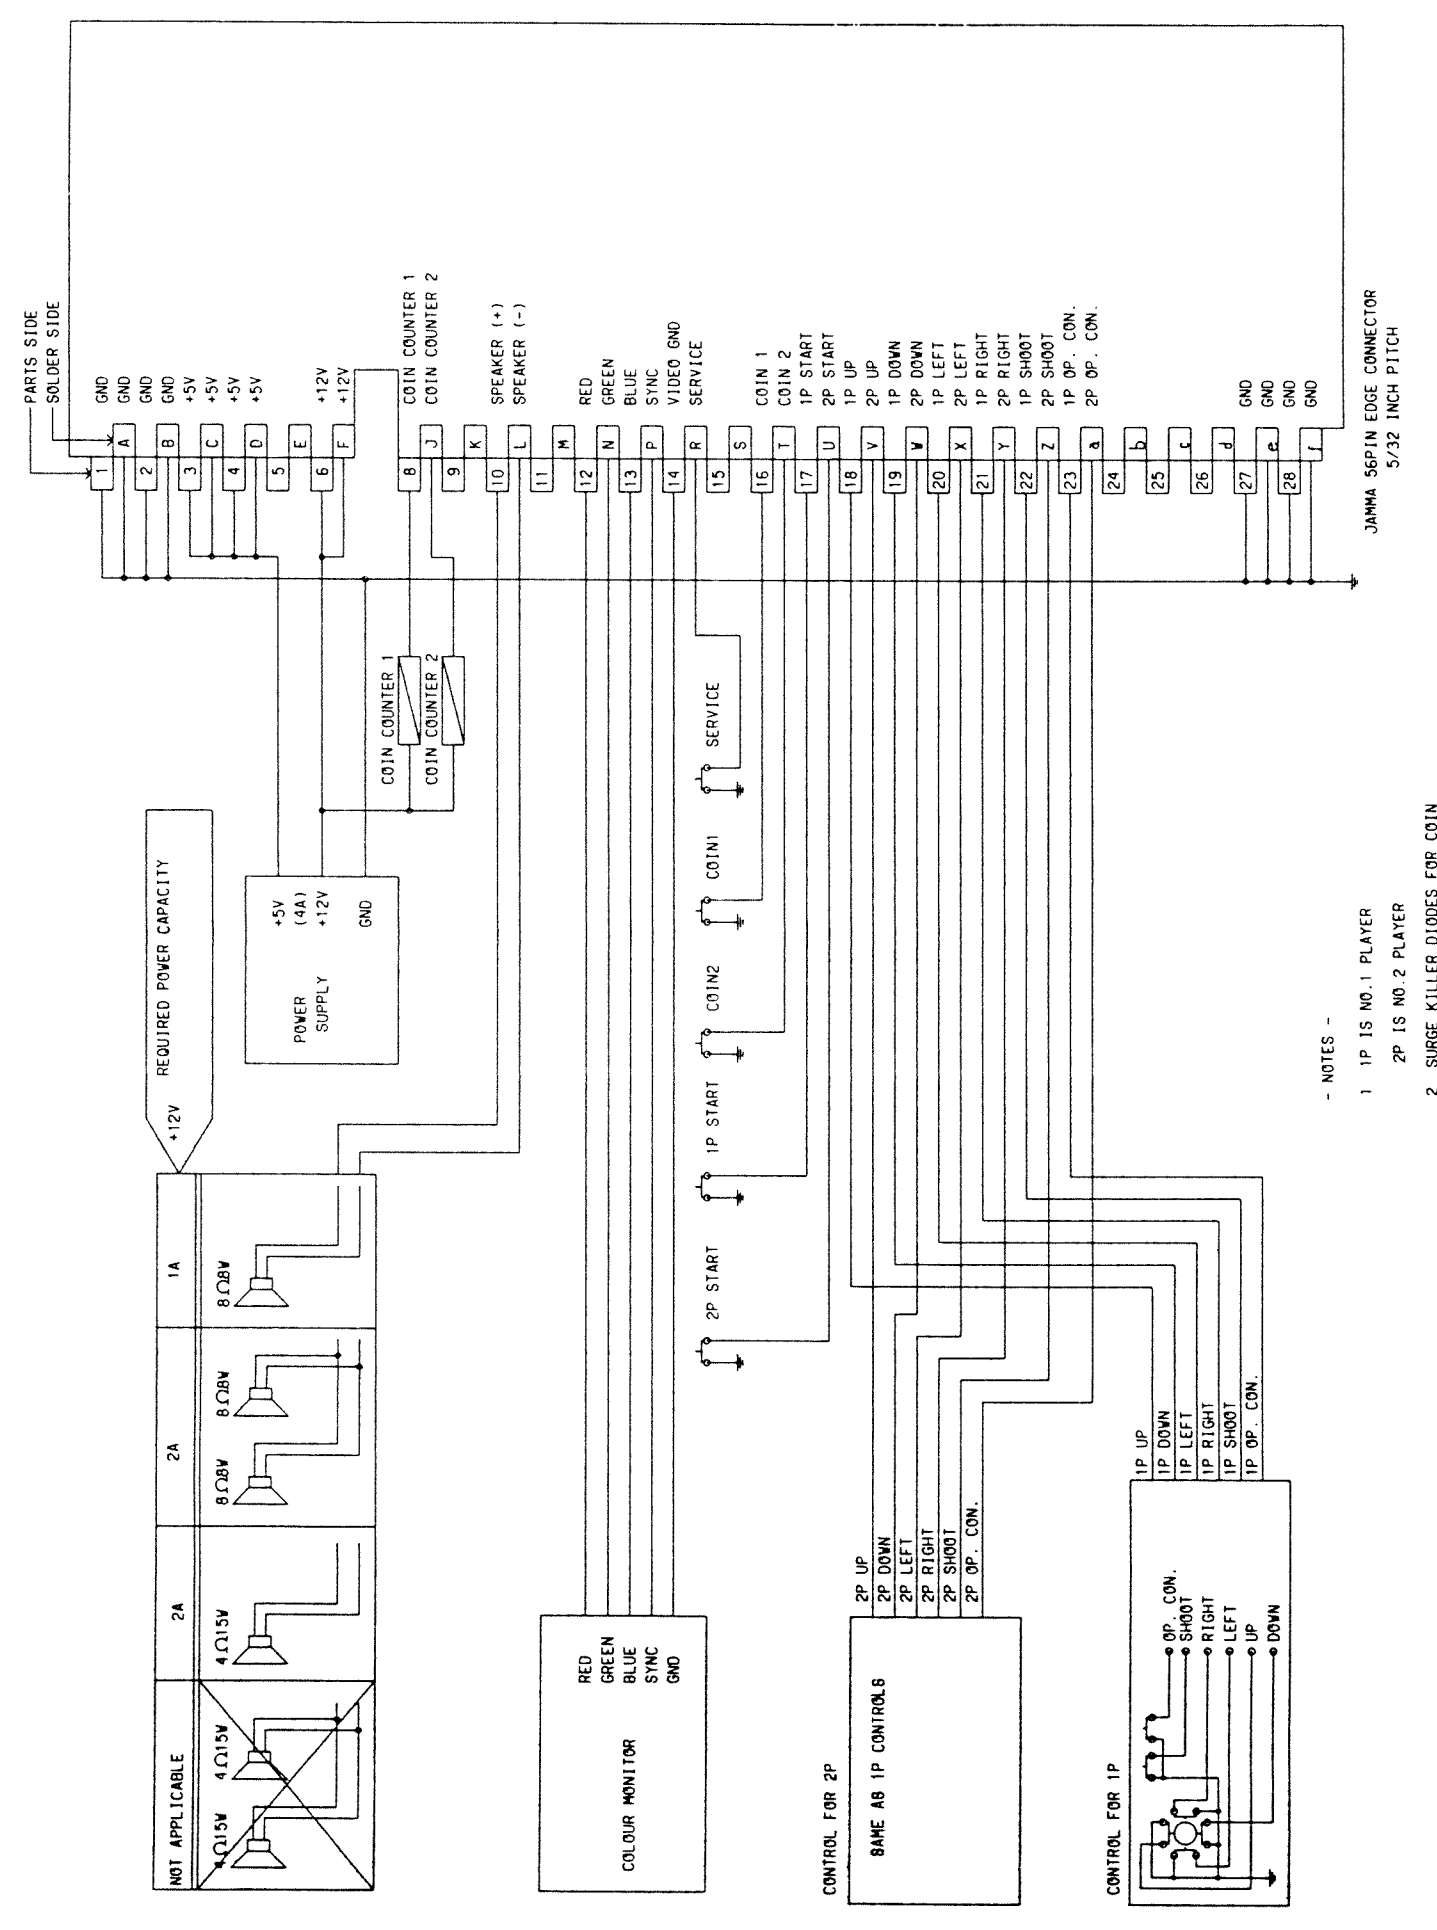 PARTS SIDE
SOLDER SIDE
GND
GND
GND
GND
+5V
+5V
+5V
+5V
+12V
+12V
COIN COUNTER 1
COIN COUNTER 2
SPEAKER (+)
SPEAKER (-)
RED
GREEN
BLUE
SYNC
VIDEO GND
SERVICE
COIN 1
COIN 2
1P START
2P START
1P UP
2P UP
1P DOWN
2P DOWN
1P LEFT
2P LEFT
1P RIGHT
2P RIGHT
1P SHOOT
2P SHOOT
1P OP. CON.
2P OP. CON.
GND
GND
GND
GND
A
B
C
D
E
F
J
K
L
M
N
P
R
S
T
U
V
W
X
Y
Z
a
b
c
d
e
f
1
2
3
4
5
6
8
9
10
11
12
13
14
15
16
17
18
19
20
21
22
23
24
25
26
27
28
JAMMA 56PIN EDGE CONNECTOR
5/32 INCH PITCH
COIN COUNTER 1
COIN COUNTER 2
REQUIRED POWER CAPACITY
+12V
POWER
SUPPLY
+5V
(4A)
+12V
GND
SERVICE
COIN1
COIN2
1P START
2P START
1A
8Ω8W
2A
8Ω8W
8Ω8W
2A
4Ω15W
NOT APPLICABLE
4Ω15W
4Ω15W
COLOUR MONITOR
RED
GREEN
BLUE
SYNC
GND
CONTROL FOR 2P
SAME AS 1P CONTROLS
2P UP
2P DOWN
2P LEFT
2P RIGHT
2P SHOOT
2P OP. CON.
CONTROL FOR 1P
1P UP
1P DOWN
1P LEFT
1P RIGHT
1P SHOOT
1P OP. CON.
OP. CON.
SHOOT
RIGHT
LEFT
UP
DOWN
- NOTES -
1 1P IS NO.1 PLAYER
2P IS NO.2 PLAYER
2 SURGE KILLER DIODES FOR COIN